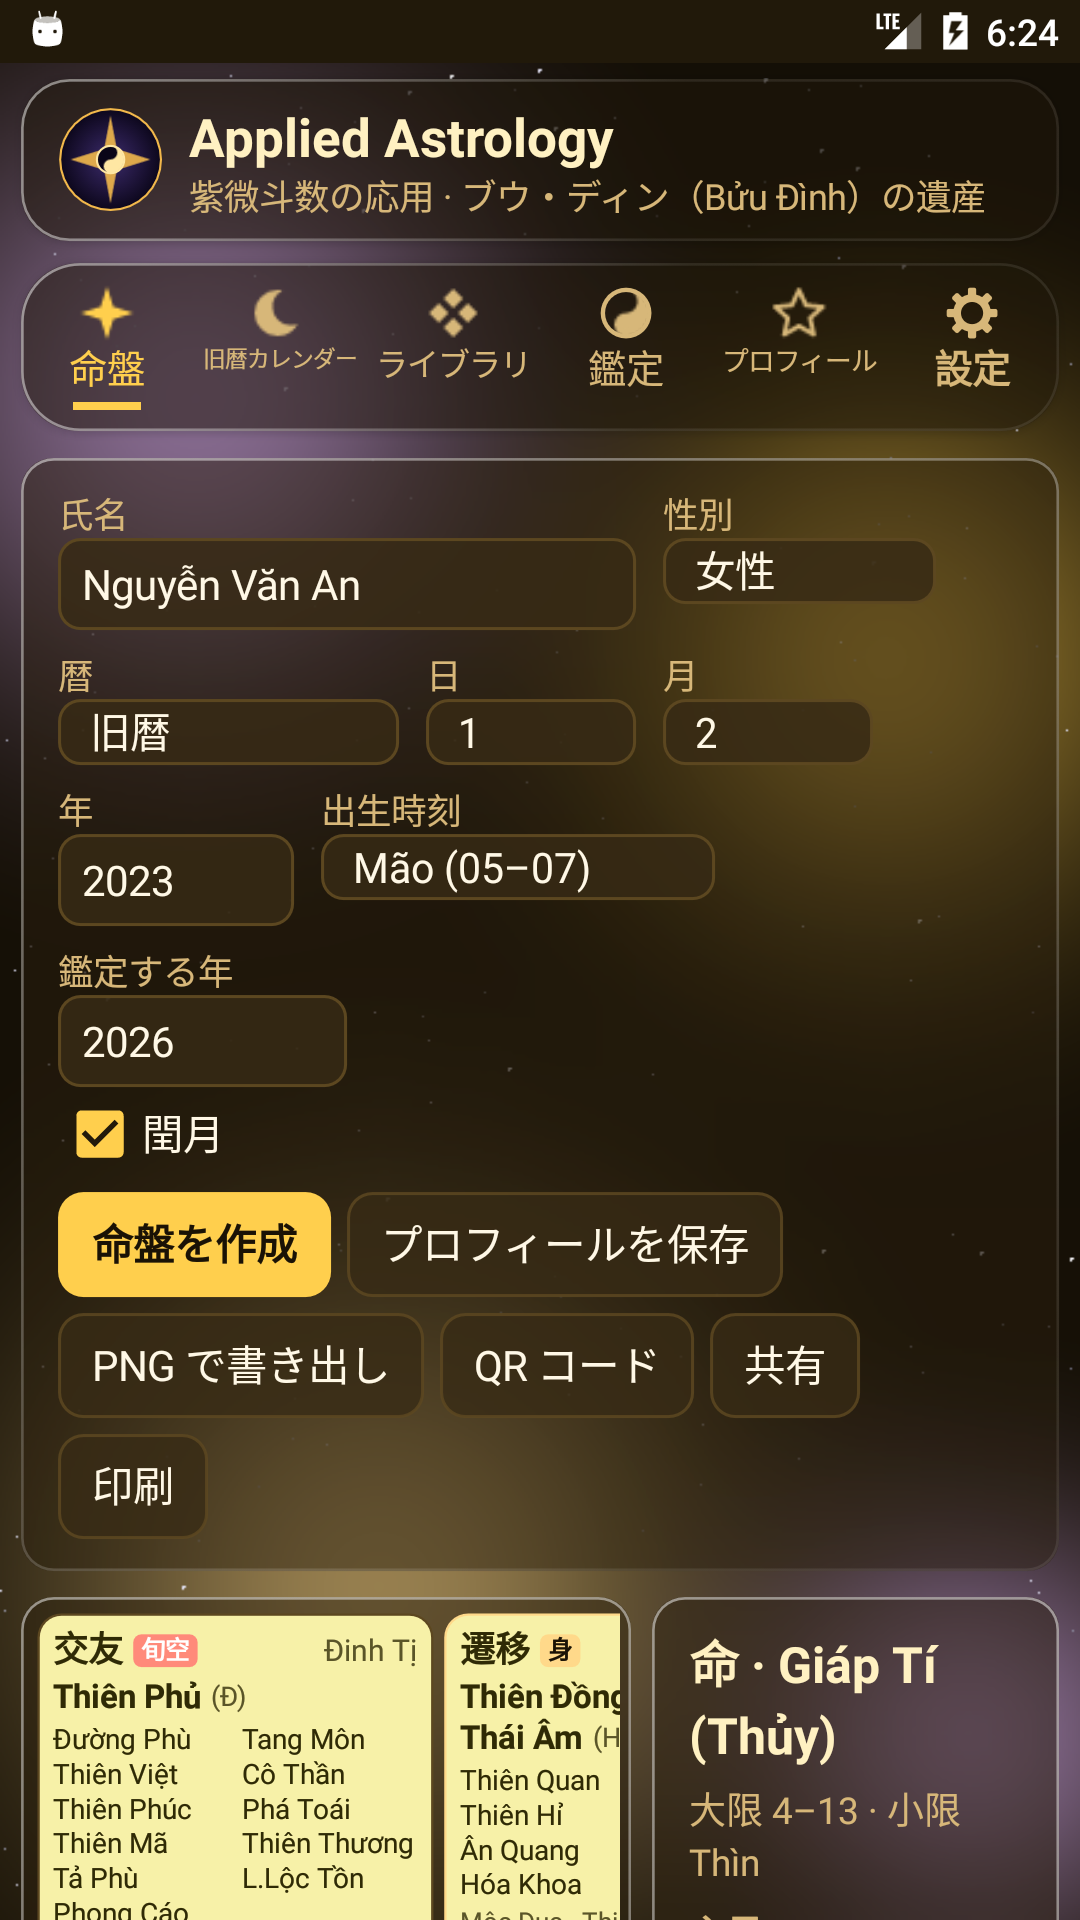 LTE 6:24
Applied Astrology
紫微斗数の応用 · ブウ・ディン（Bửu Đình）の遺産
命盤 旧暦カレンダー ライブラリ 鑑定 プロフィール 設定
氏名 性別
Nguyễn Văn An 女性
暦 日 月
旧暦 1 2
年 出生時刻
2023 Mão (05–07)
鑑定する年
2026
閏月
命盤を作成 プロフィールを保存
PNG で書き出し QR コード 共有
印刷
交友 旬空 Đinh Tị
Thiên Phủ (Đ)
Đường Phù Tang Môn
Thiên Việt Cô Thần
Thiên Phúc Phá Toái
Thiên Mã Thiên Thương
Tả Phù L.Lộc Tồn
Phong Cáo
遷移 身
Thiên Đồng
Thái Âm (H
Thiên Quan
Thiên Hỉ
Ân Quang
Hóa Khoa
命 · Giáp Tí
(Thủy)
大限 4–13 · 小限
Thìn